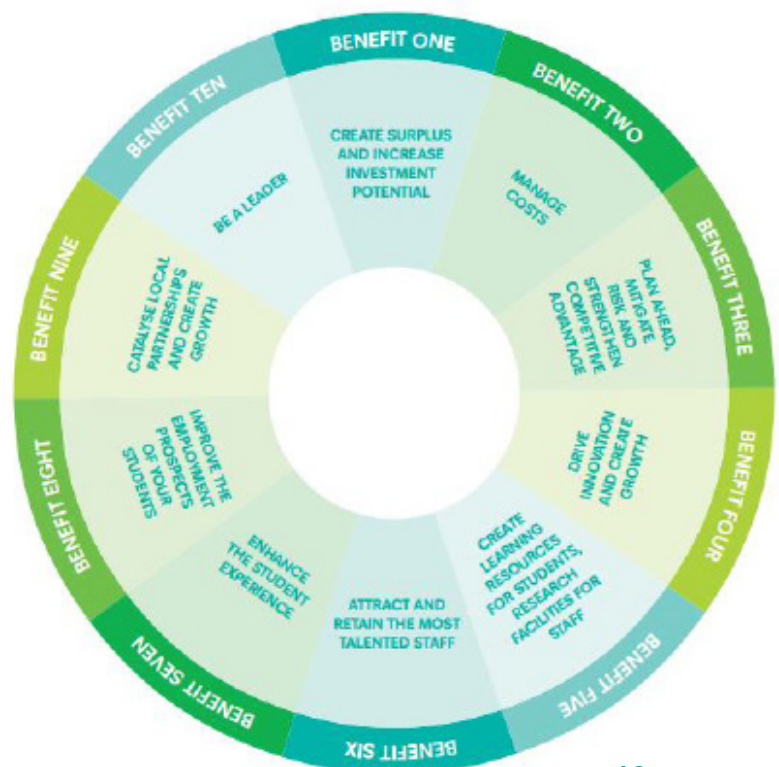 BENEFIT ONE
CREATE SURPLUS
AND INCREASE
INVESTMENT
POTENTIAL
BENEFIT TWO
MANAGE
COSTS
BENEFIT THREE
PLAN AHEAD,
MITIGATE
RISK AND
STRENGTHEN
COMPETITIVE
ADVANTAGE
BENEFIT FOUR
DRIVE
INNOVATION
AND CREATE
GROWTH
BENEFIT FIVE
CREATE
LEARNING
RESOURCES
FOR STUDENTS,
RESEARCH
FACILITIES FOR
STAFF
BENEFIT SIX
ATTRACT AND
RETAIN THE MOST
TALENTED STAFF
BENEFIT SEVEN
ENHANCE
THE STUDENT
EXPERIENCE
BENEFIT EIGHT
IMPROVE THE
EMPLOYMENT
PROSPECTS
OF YOUR
STUDENTS
BENEFIT NINE
CATALYSE LOCAL
PARTNERSHIPS
AND CREATE
GROWTH
BENEFIT TEN
BE A LEADER